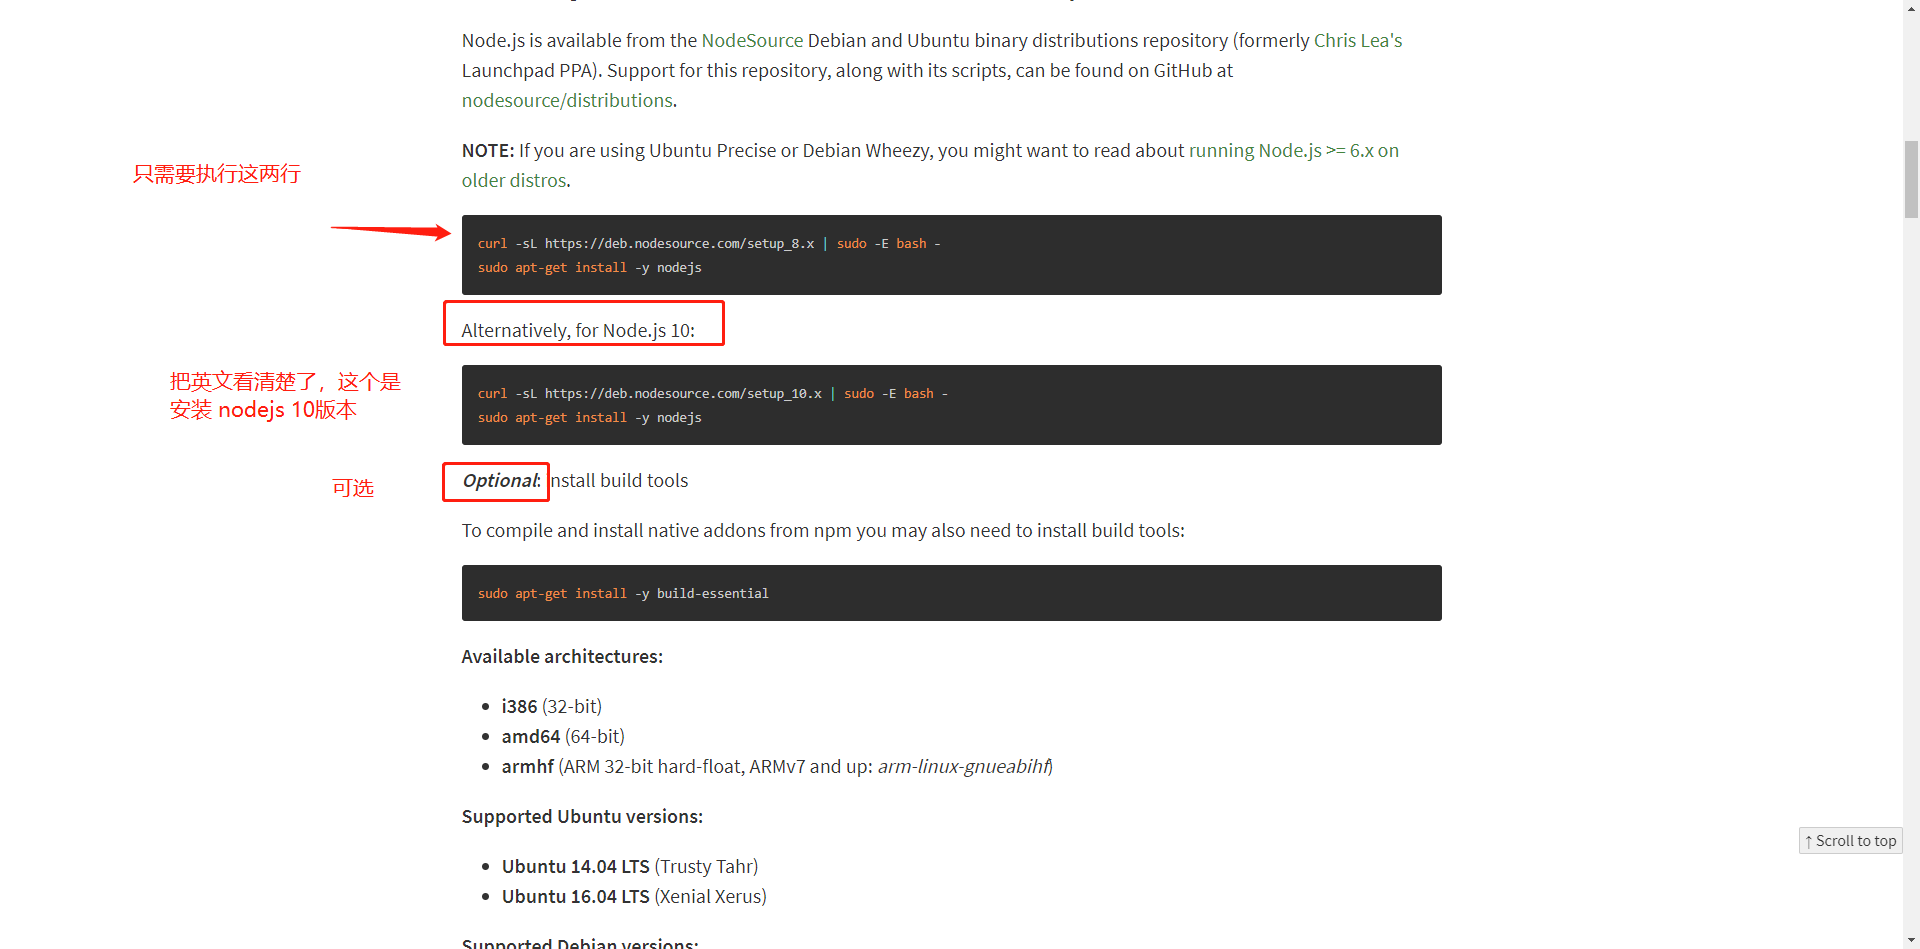 Node.js is available from the NodeSource Debian and Ubuntu binary distributions repository (formerly Chris Lea's
Launchpad PPA). Support for this repository, along with its scripts, can be found on GitHub at
nodesource/distributions.
NOTE: If you are using Ubuntu Precise or Debian Wheezy, you might want to read about running Node.js >= 6.x on
older distros.
只需要执行这两行
curl -sL https://deb.nodesource.com/setup_8.x | sudo -E bash -
sudo apt-get install -y nodejs
Alternatively, for Node.js 10:
把英文看清楚了，这个是
安装 nodejs 10版本
curl -sL https://deb.nodesource.com/setup_10.x | sudo -E bash -
sudo apt-get install -y nodejs
可选
Optional: nstall build tools
To compile and install native addons from npm you may also need to install build tools:
sudo apt-get install -y build-essential
Available architectures:
i386 (32-bit)
amd64 (64-bit)
armhf (ARM 32-bit hard-float, ARMv7 and up: arm-linux-gnueabihf)
Supported Ubuntu versions:
Ubuntu 14.04 LTS (Trusty Tahr)
Ubuntu 16.04 LTS (Xenial Xerus)
↑ Scroll to top
Supported Debian versions: